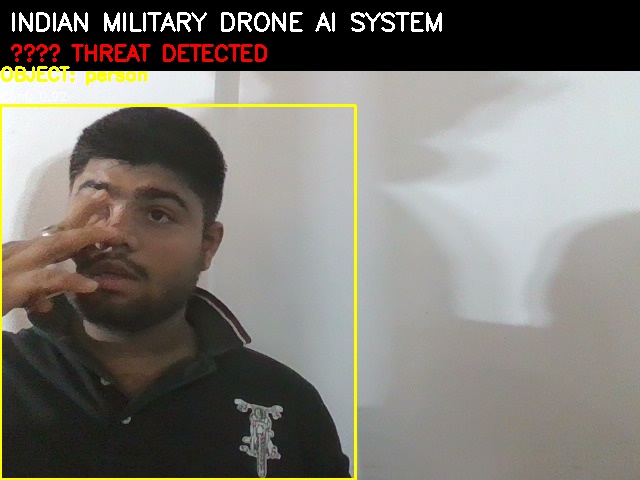 INDIAN MILITARY DRONE AI SYSTEM
???? THREAT DETECTED
OBJECT: person